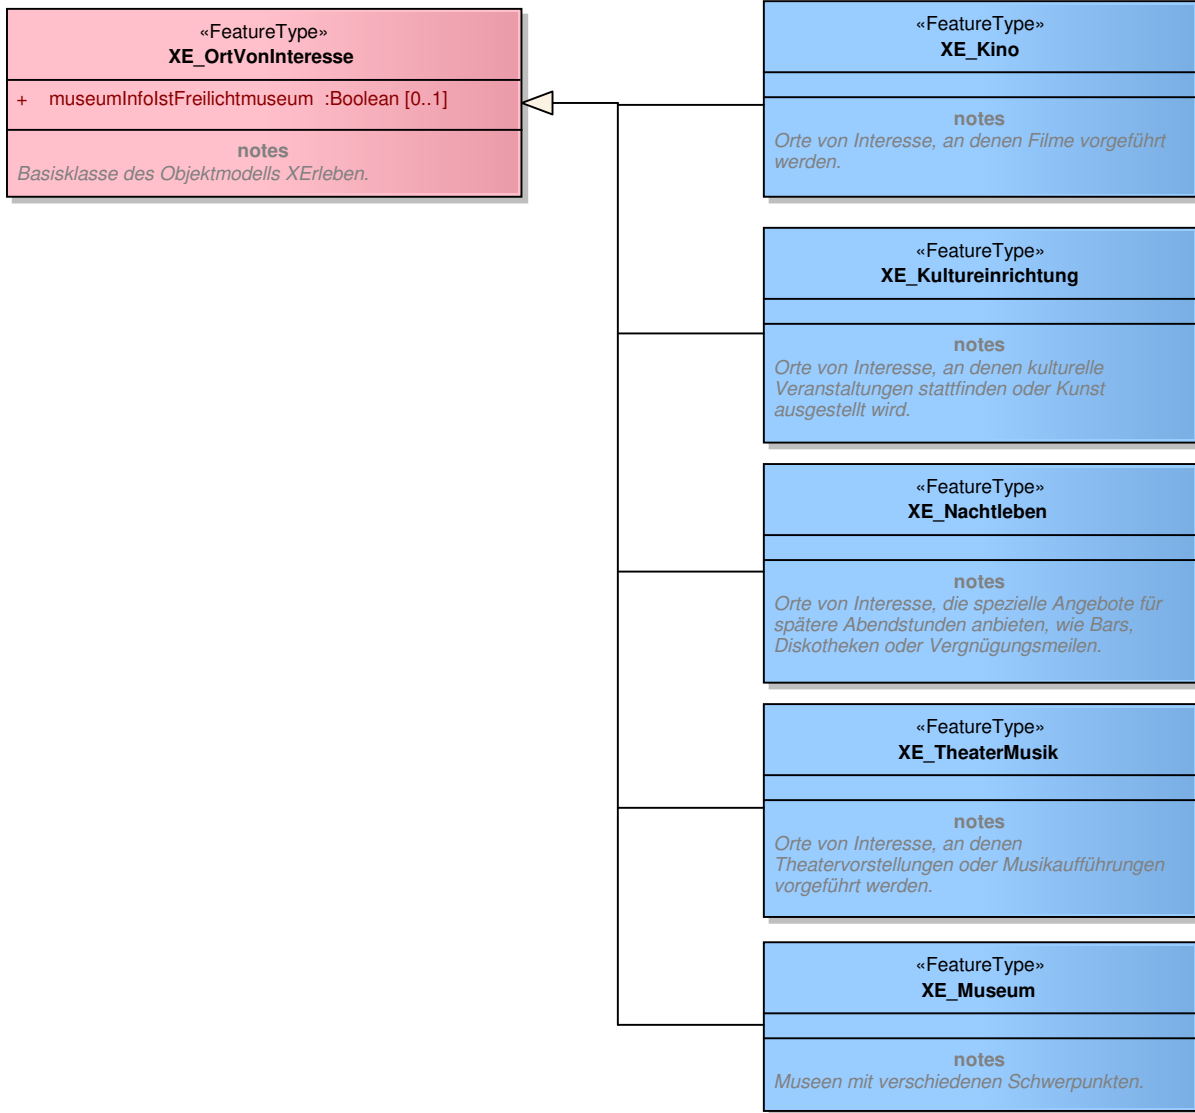 «FeatureType»
XE_OrtVonInteresse
+ museumInfoIstFreilichtmuseum :Boolean [0..1]
notes
Basisklasse des Objektmodells XErleben.
«FeatureType»
XE_Kino
notes
Orte von Interesse, an denen Filme vorgeführt
werden.
«FeatureType»
XE_Kultureinrichtung
notes
Orte von Interesse, an denen kulturelle
Veranstaltungen stattfinden oder Kunst
ausgestellt wird.
«FeatureType»
XE_Nachtleben
notes
Orte von Interesse, die spezielle Angebote für
spätere Abendstunden anbieten, wie Bars,
Diskotheken oder Vergnügungsmeilen.
«FeatureType»
XE_TheaterMusik
notes
Orte von Interesse, an denen
Theatervorstellungen oder Musikaufführungen
vorgeführt werden.
«FeatureType»
XE_Museum
notes
Museen mit verschiedenen Schwerpunkten.